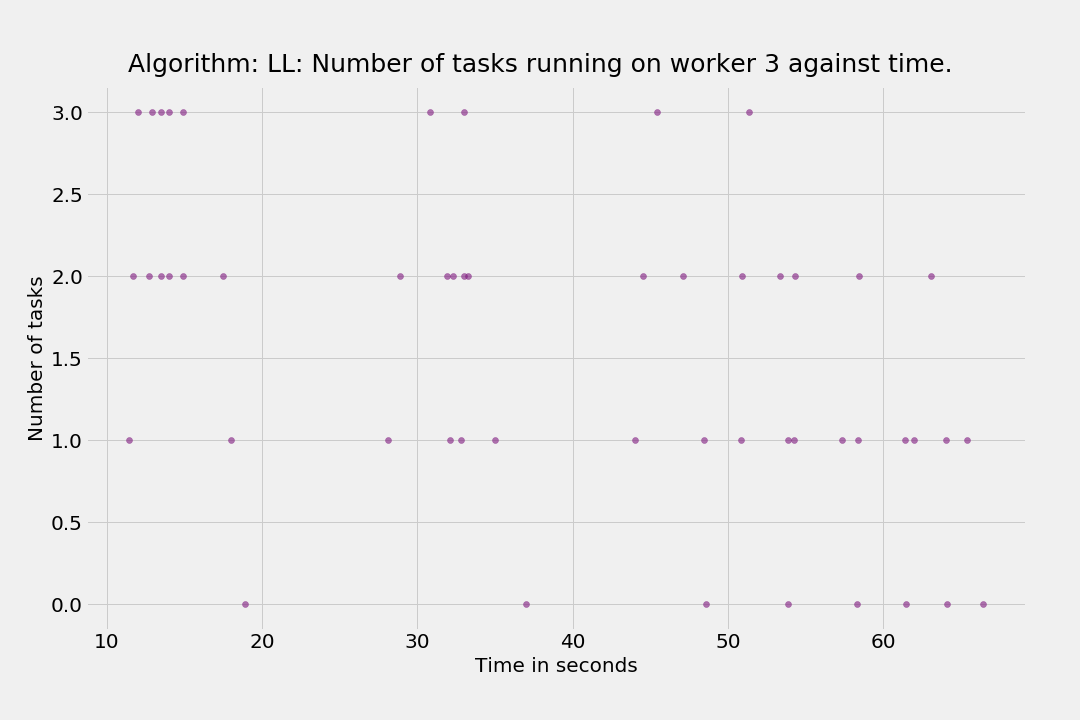 Algorithm: LL: Number of tasks running on worker 3 against time.
3.0
2.5
2.0
1.5
1.0
0.5
0.0
Number of tasks
10 20 30 40 50 60
Time in seconds